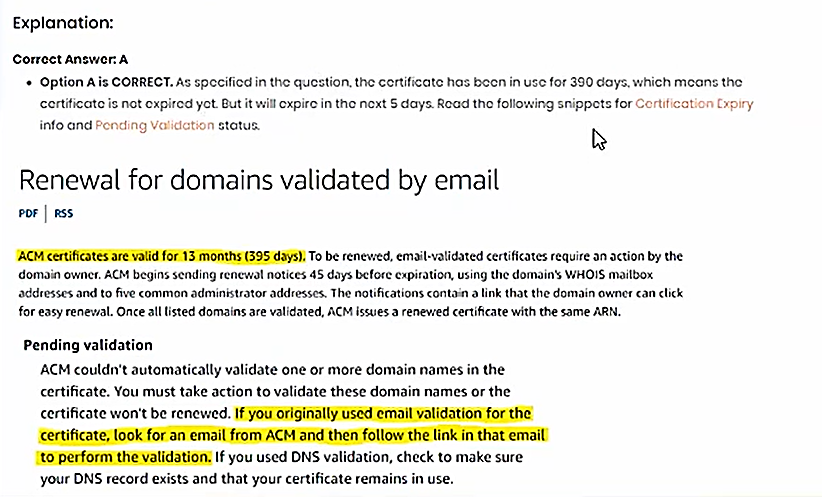 Explanation:
Correct Answer: A
• Option A is CORRECT. As specified in the question, the certificate has been in use for 390 days, which means the
certificate is not expired yet. But it will expire in the next 5 days. Read the following snippets for Certification Expiry
info and Pending Validation status.
Renewal for domains validated by email
PDF | RSS
ACM certificates are valid for 13 months (395 days). To be renewed, email-validated certificates require an action by the
domain owner. ACM begins sending renewal notices 45 days before expiration, using the domain's WHOIS mailbox
addresses and to five common administrator addresses. The notifications contain a link that the domain owner can click
for easy renewal. Once all listed domains are validated, ACM issues a renewed certificate with the same ARN.
Pending validation
ACM couldn't automatically validate one or more domain names in the
certificate. You must take action to validate these domain names or the
certificate won't be renewed. If you originally used email validation for the
certificate, look for an email from ACM and then follow the link in that email
to perform the validation. If you used DNS validation, check to make sure
your DNS record exists and that your certificate remains in use.